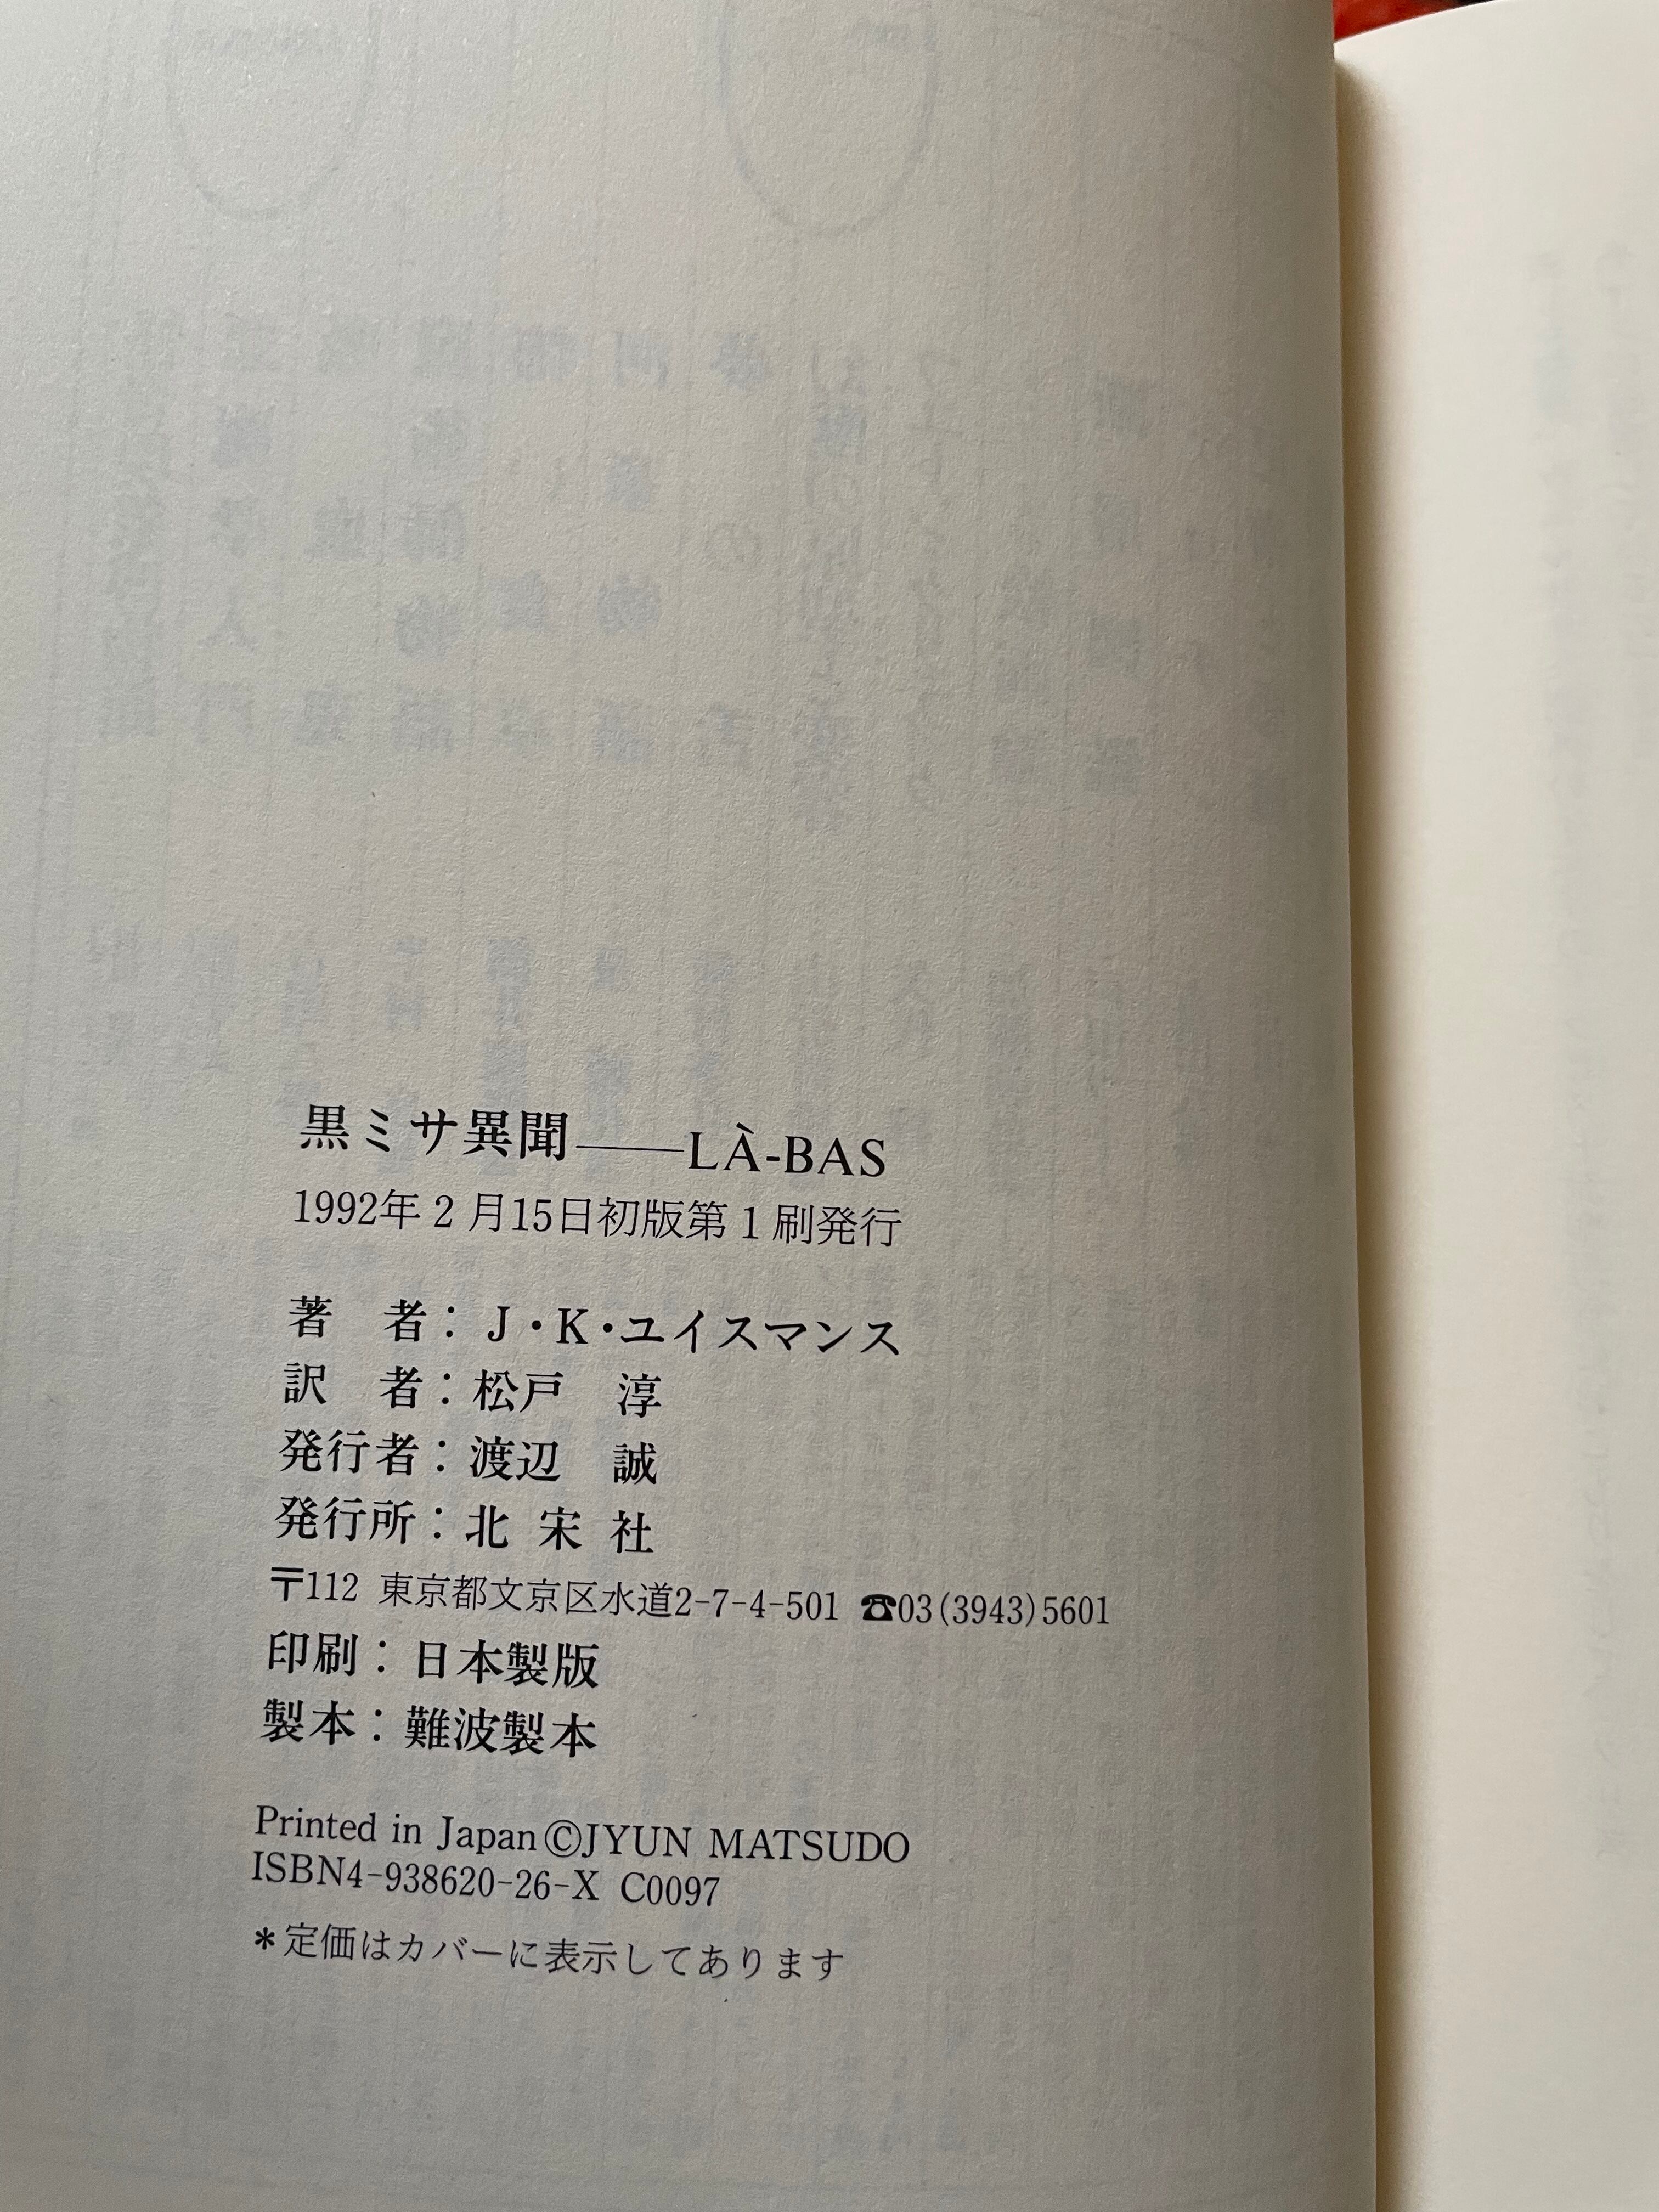 黒ミサ異聞――LÀ-BAS
1992年2月15日初版第1刷発行
著　者：J・K・ユイスマンス
訳　者：松戸　淳
発行者：渡辺　誠
発行所：北 宋 社
〒112 東京都文京区水道2-7-4-501 ☎03(3943)5601
印刷：日本製版
製本：難波製本
Printed in Japan©JYUN MATSUDO
ISBN4-938620-26-X C0097
*定価はカバーに表示してあります